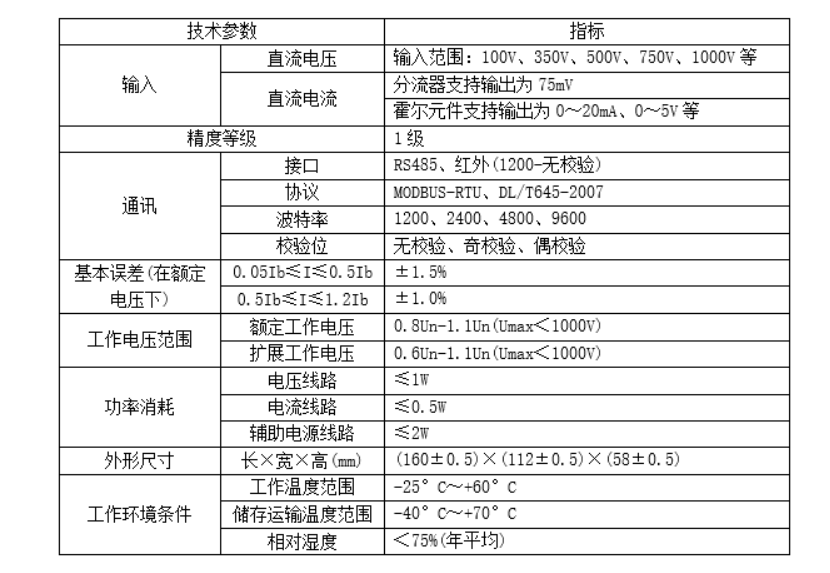 技术参数 指标
输入 直流电压 输入范围：100V、350V、500V、750V、1000V 等
直流电流 分流器支持输出为 75mV
霍尔元件支持输出为 0～20mA、0～5V 等
精度等级 1 级
通讯 接口 RS485、红外(1200-无校验)
协议 MODBUS-RTU、DL/T645-2007
波特率 1200、2400、4800、9600
校验位 无校验、奇校验、偶校验
基本误差(在额定 0.05Ib≤I≤0.5Ib ±1.5%
电压下) 0.5Ib≤I≤1.2Ib ±1.0%
工作电压范围 额定工作电压 0.8Un-1.1Un(Umax＜1000V)
扩展工作电压 0.6Un-1.1Un(Umax＜1000V)
功率消耗 电压线路 ≤1W
电流线路 ≤0.5W
辅助电源线路 ≤2W
外形尺寸 长×宽×高(mm) (160±0.5)×(112±0.5)×(58±0.5)
工作环境条件 工作温度范围 -25° C～+60° C
储存运输温度范围 -40° C～+70° C
相对湿度 ＜75%(年平均)